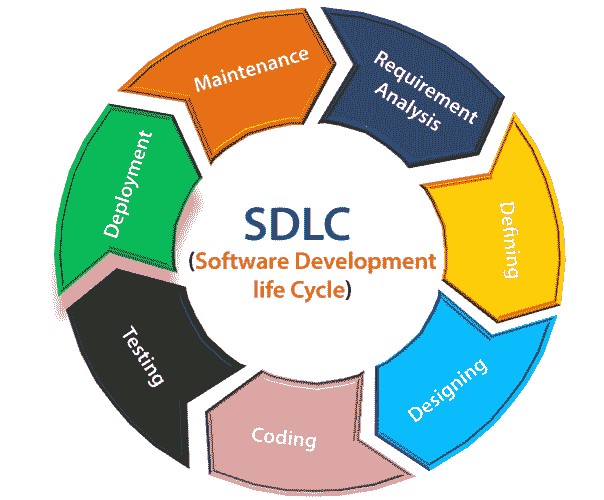 SDLC
(Software Development
life Cycle)
Requirement
Analysis
Defining
Designing
Coding
Testing
Deployment
Maintenance